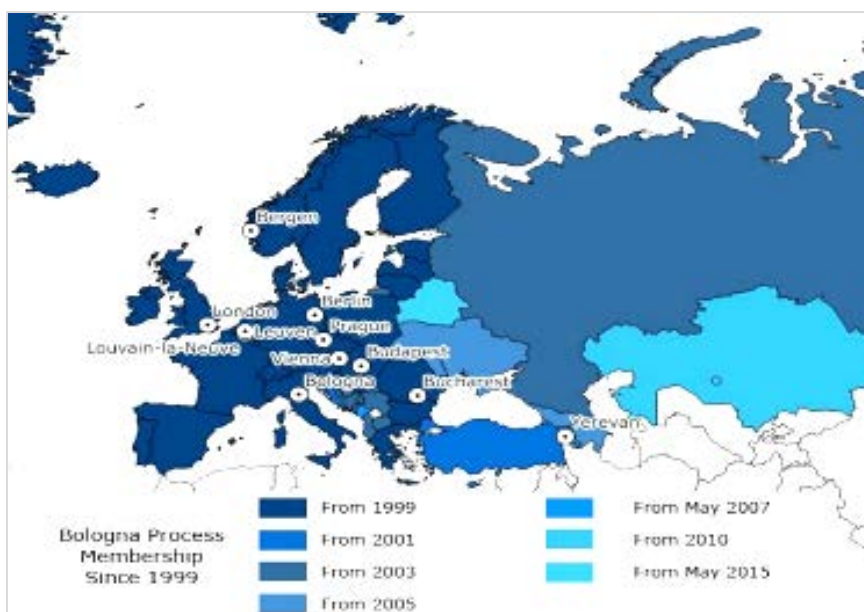 Bergen
London
Berlin
Leuven
Prague
Louvain-la-Neuve
Vienna
Budapest
Bologna
Bucharest
Yerevan
Bologna Process
Membership
Since 1999
From 1999
From 2001
From 2003
From 2005
From May 2007
From 2010
From May 2015